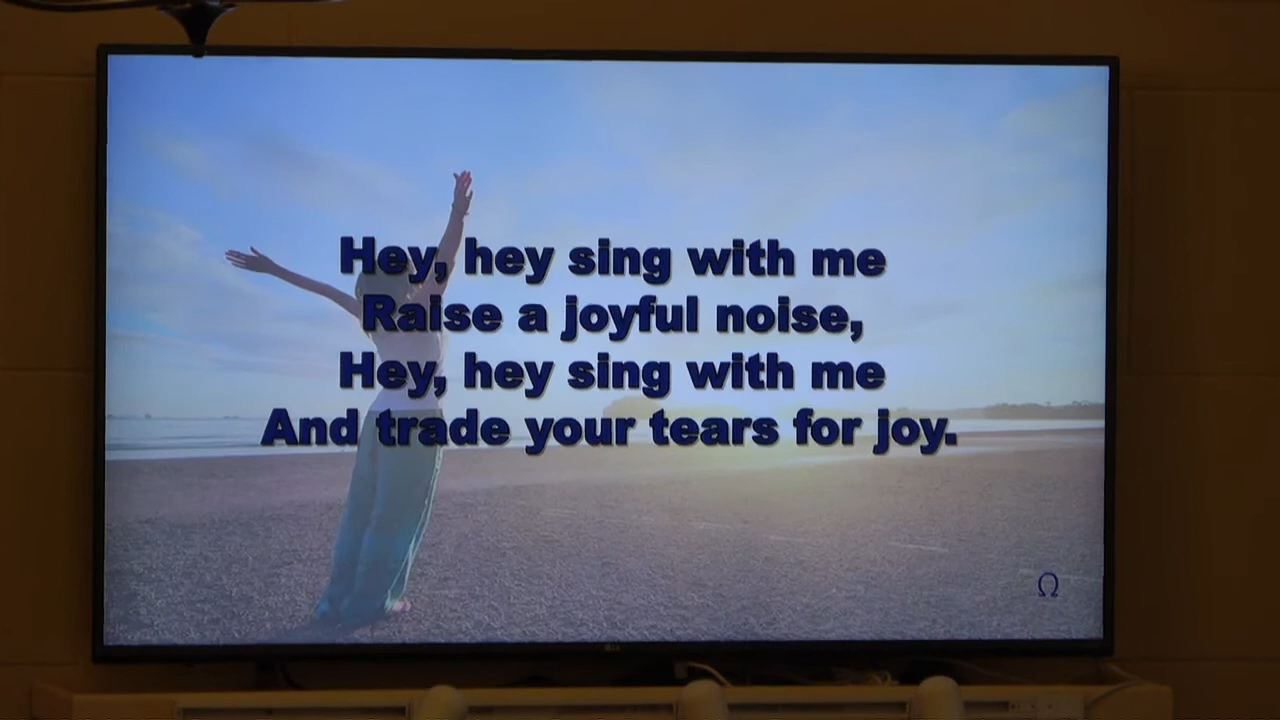 Hey, hey sing with me
Raise a joyful noise,
Hey, hey sing with me
And trade your tears for joy.
Ω